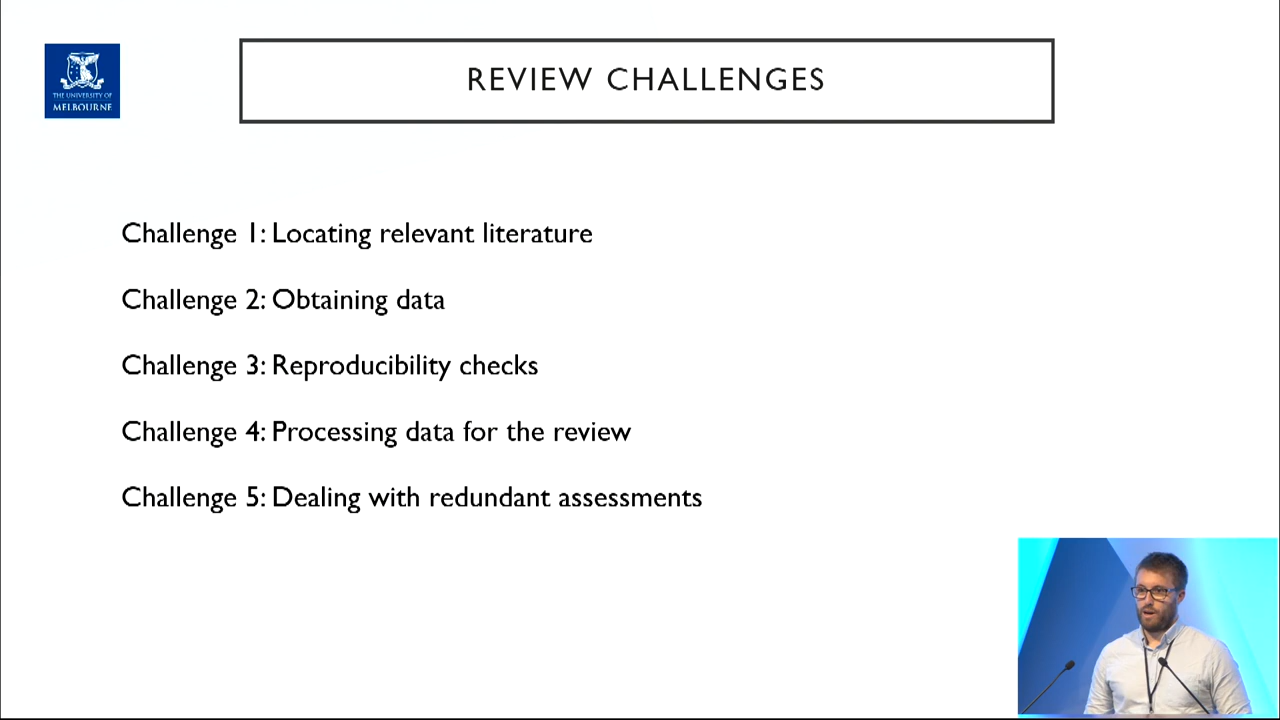 THE UNIVERSITY OF
MELBOURNE
REVIEW CHALLENGES
Challenge 1: Locating relevant literature
Challenge 2: Obtaining data
Challenge 3: Reproducibility checks
Challenge 4: Processing data for the review
Challenge 5: Dealing with redundant assessments